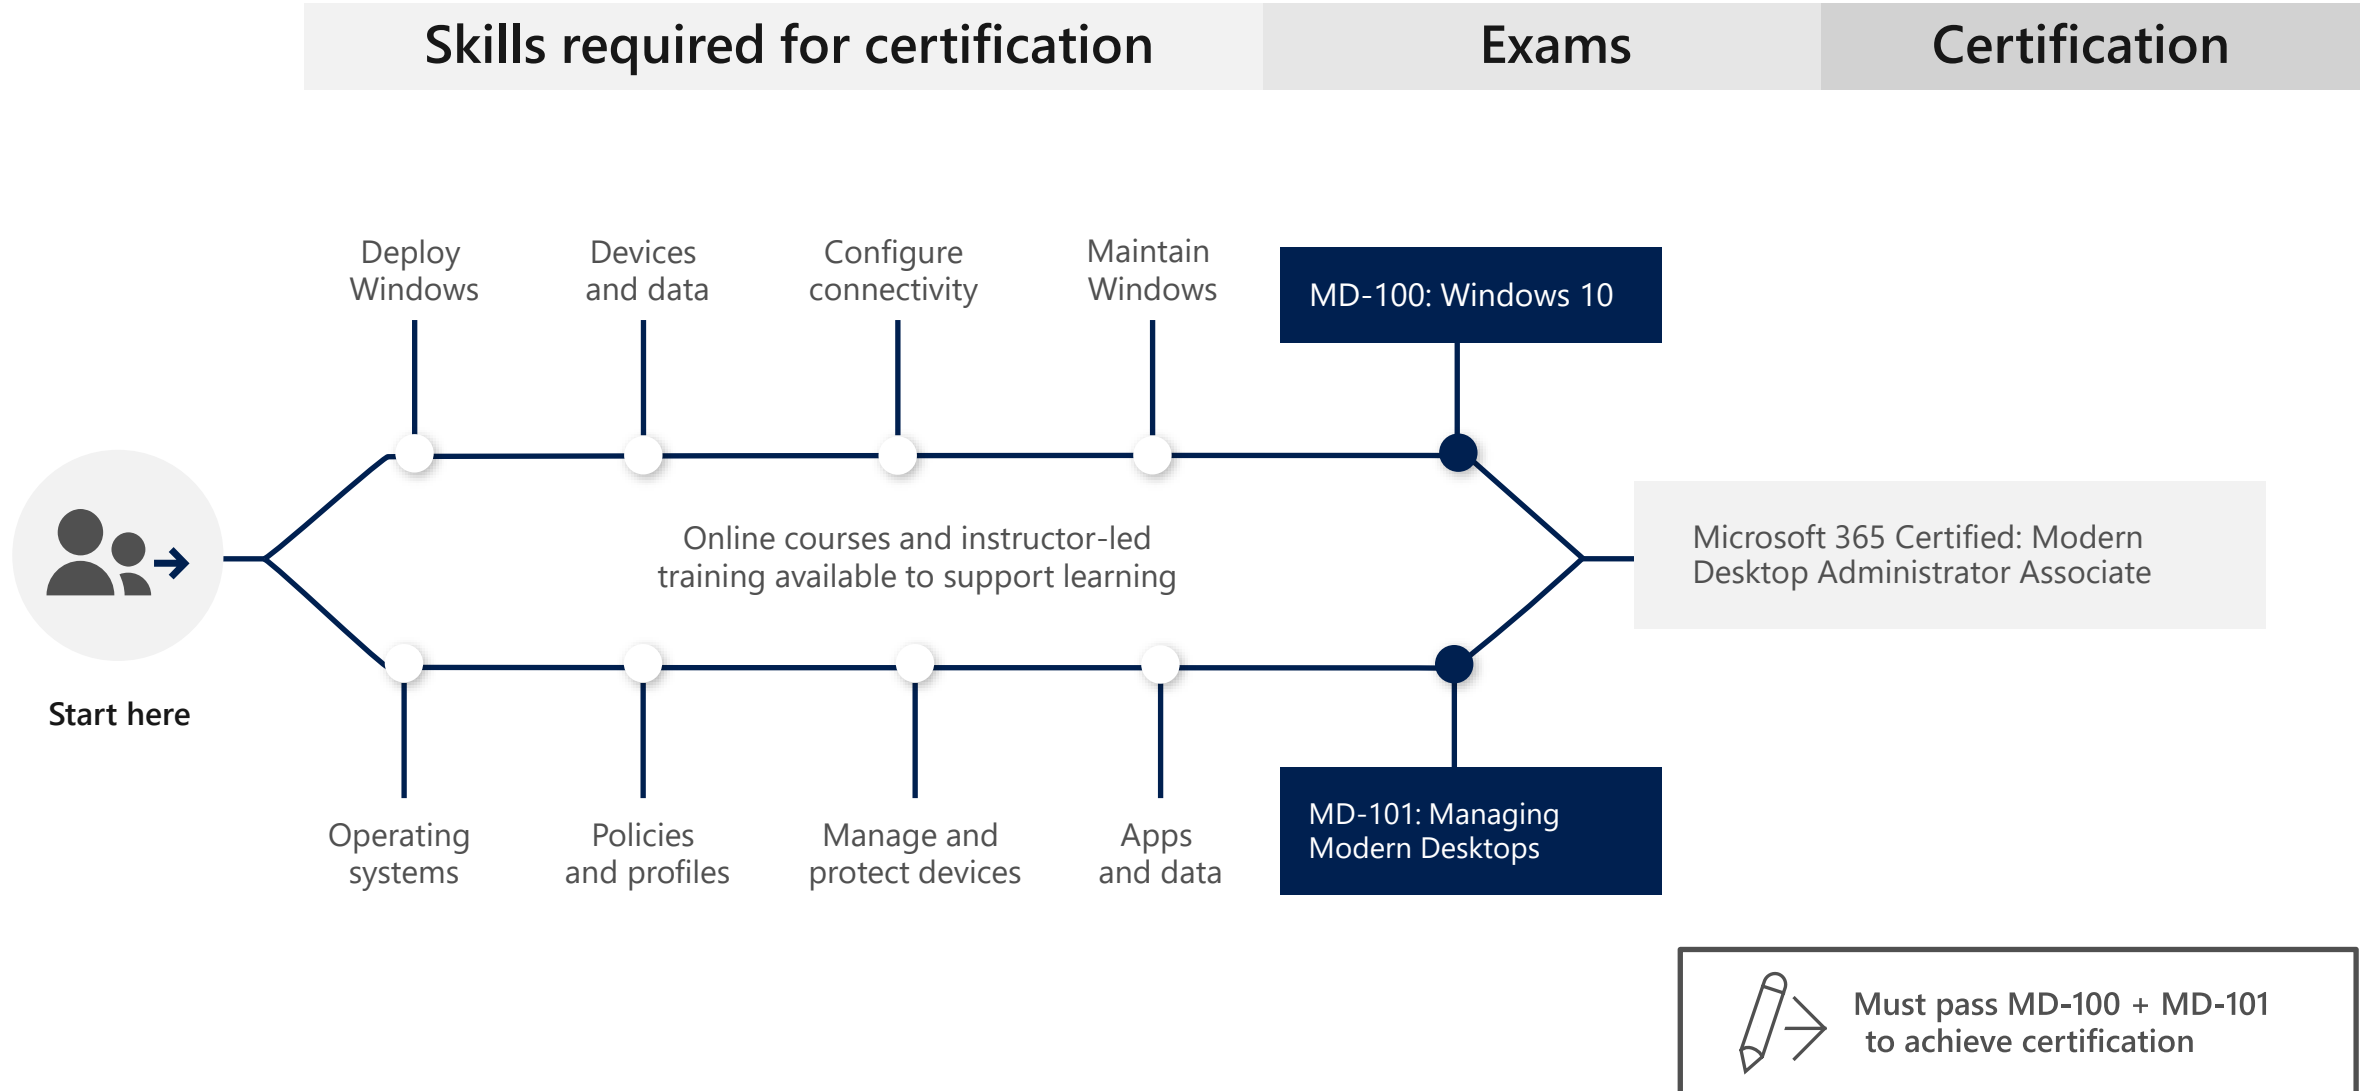 Skills required for certification
Exams
Certification
Deploy
Windows
Devices
and data
Configure
connectivity
Maintain
Windows
MD-100: Windows 10
Online courses and instructor-led
training available to support learning
Microsoft 365 Certified: Modern
Desktop Administrator Associate
Start here
Operating
systems
Policies
and profiles
Manage and
protect devices
Apps
and data
MD-101: Managing
Modern Desktops
Must pass MD-100 + MD-101
to achieve certification